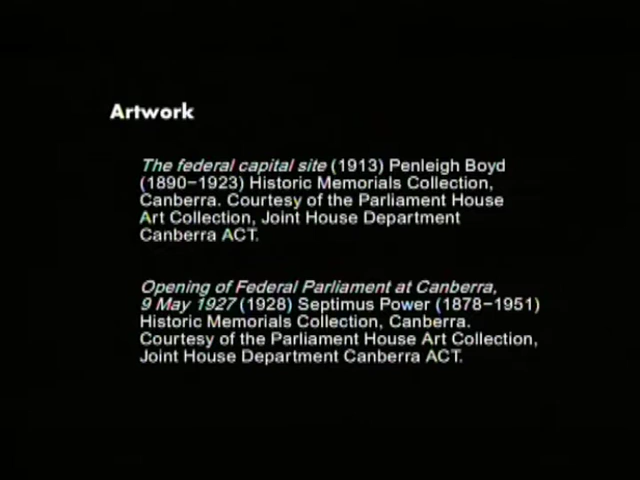 Artwork
The federal capital site (1913) Penleigh Boyd
(1890–1923) Historic Memorials Collection,
Canberra. Courtesy of the Parliament House
Art Collection, Joint House Department
Canberra ACT.
Opening of Federal Parliament at Canberra,
9 May 1927 (1928) Septimus Power (1878–1951)
Historic Memorials Collection, Canberra.
Courtesy of the Parliament House Art Collection,
Joint House Department Canberra ACT.